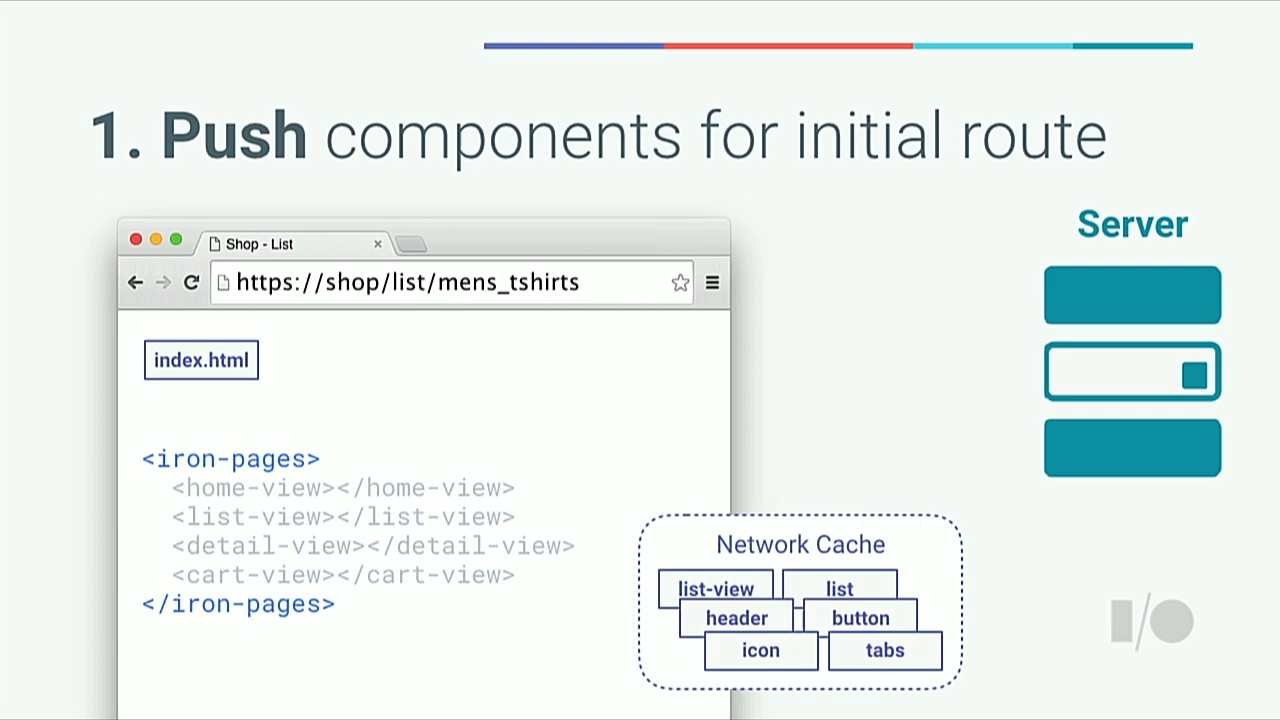 1. Push components for initial route
Server
Shop - List
https://shop/list/mens_tshirts
index.html
<iron-pages>
<home-view></home-view>
<list-view></list-view>
<detail-view></detail-view>
<cart-view></cart-view>
</iron-pages>
Network Cache
list-view list
header button
icon tabs
I/O